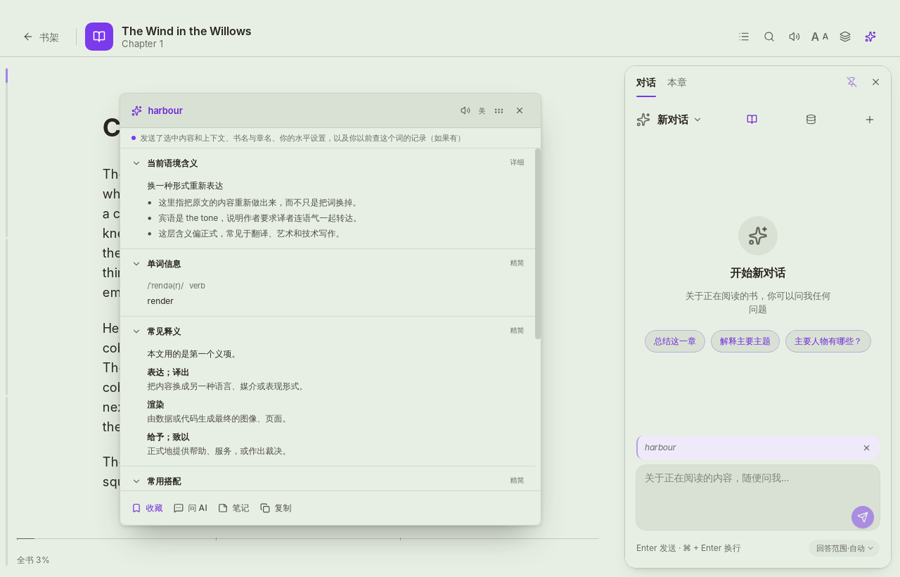 书架
The Wind in the Willows
Chapter 1
A A
C
Th
wh
a c
kn
the
thi
em
He
col
Th
col
ne
the
Th
squ
harbour
美
发送了选中内容和上下文、书名与章名、你的水平设置，以及你以前查这个词的记录（如果有）
当前语境含义
详细
换一种形式重新表达
这里指把原文的内容重新做出来，而不只是把词换掉。
宾语是 the tone，说明作者要求译者连语气一起转达。
这层含义偏正式，常见于翻译、艺术和技术写作。
单词信息
精简
/ˈrendə(r)/ verb
render
常见释义
精简
本文用的是第一个义项。
表达；译出
把内容换成另一种语言、媒介或表现形式。
渲染
由数据或代码生成最终的图像、页面。
给予；致以
正式地提供帮助、服务，或作出裁决。
常用搭配
精简
收藏
问 AI
笔记
复制
全书 3%
对话
本章
新对话
开始新对话
关于正在阅读的书，你可以问我任何
问题
总结这一章
解释主要主题
主要人物有哪些？
harbour
关于正在阅读的内容，随便问我...
Enter 发送 · ⌘ + Enter 换行
回答范围·自动